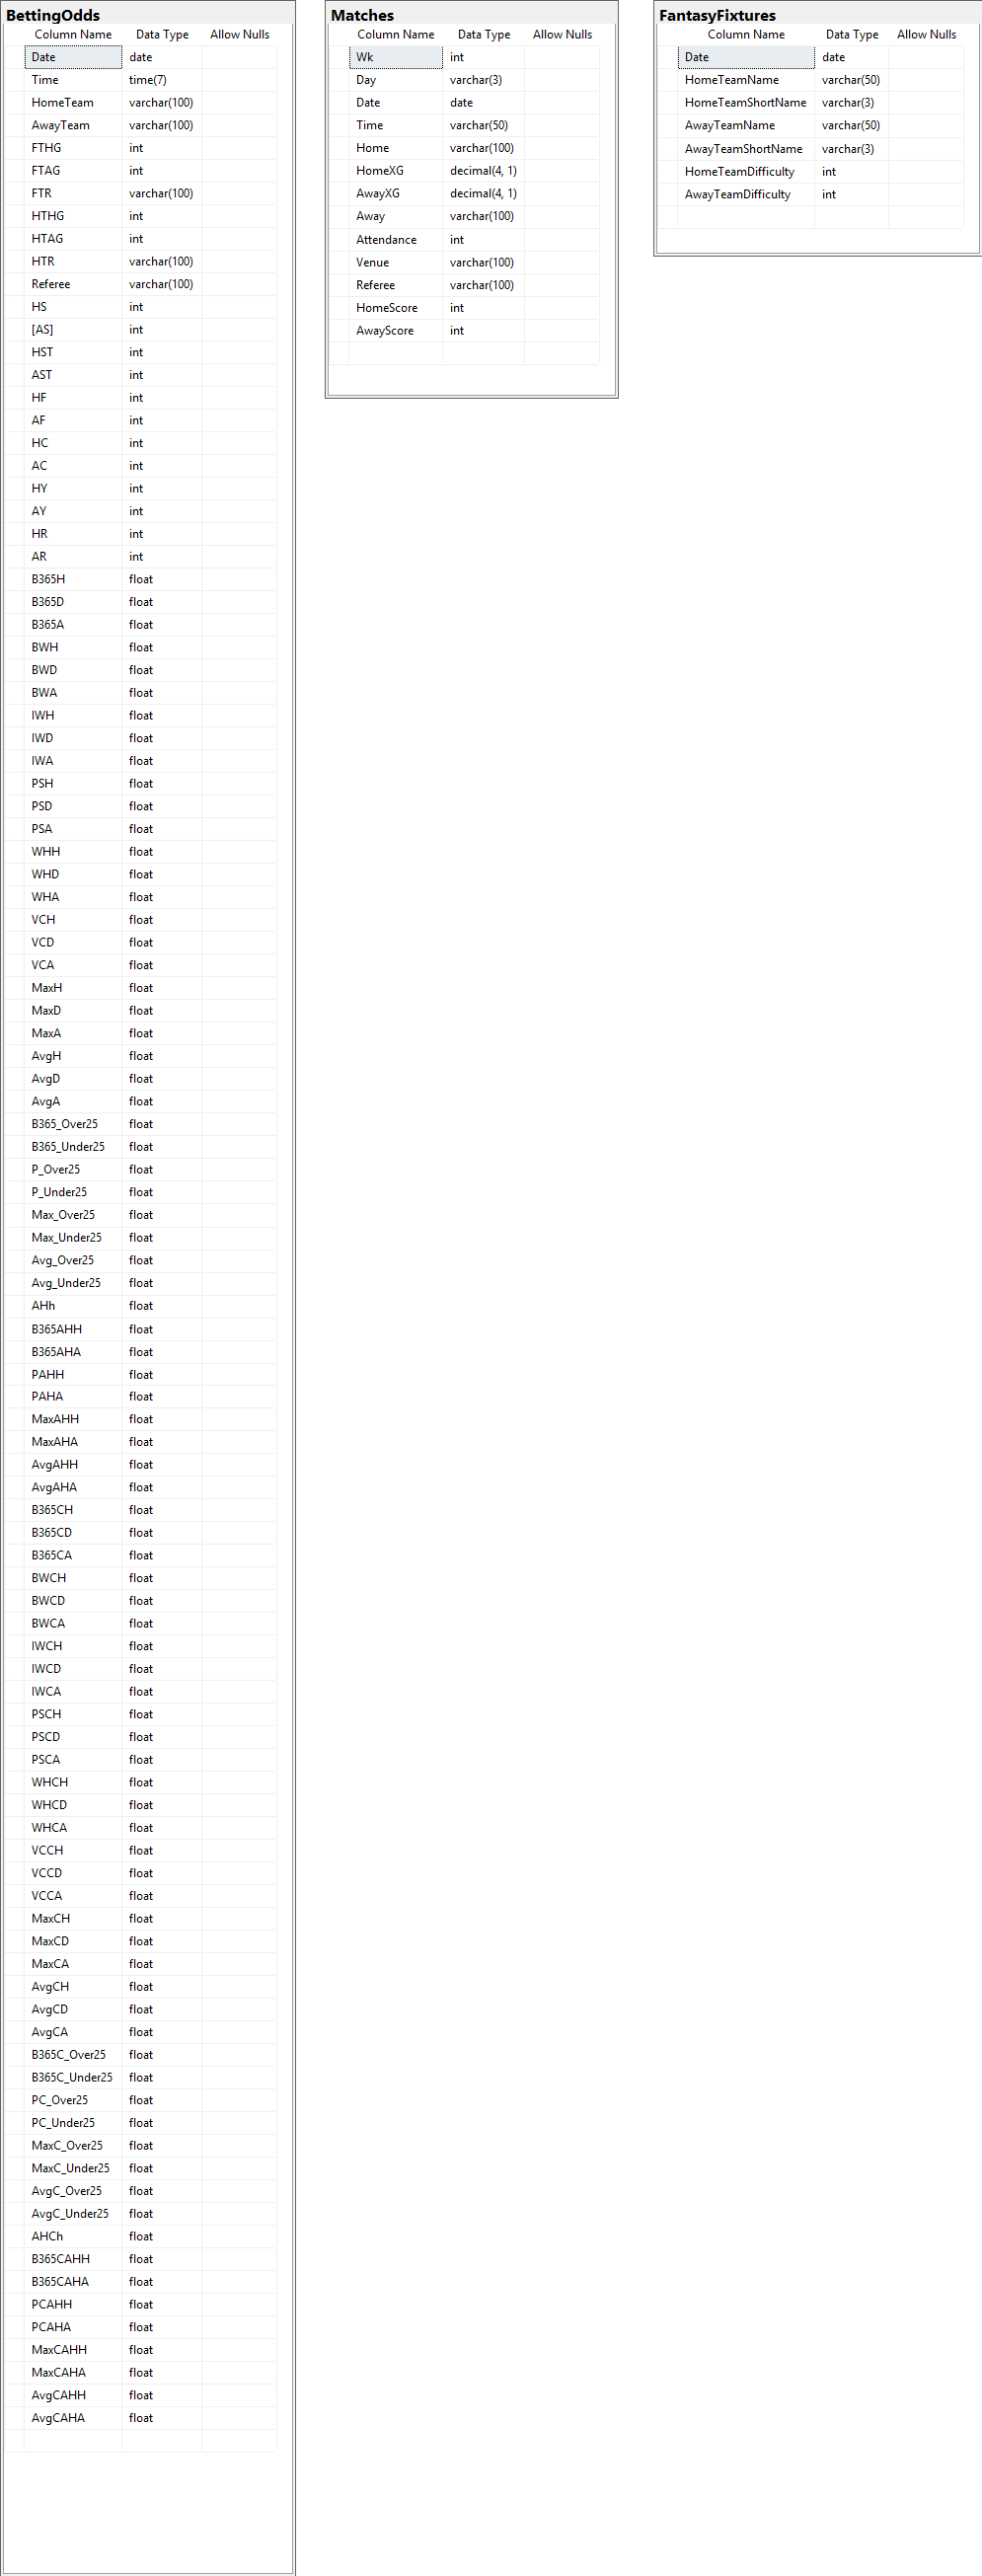 BettingOdds
Column Name Data Type Allow Nulls
Date date
Time time(7)
HomeTeam varchar(100)
AwayTeam varchar(100)
FTHG int
FTAG int
FTR varchar(100)
HTHG int
HTAG int
HTR varchar(100)
Referee varchar(100)
HS int
[AS] int
HST int
AST int
HF int
AF int
HC int
AC int
HY int
AY int
HR int
AR int
B365H float
B365D float
B365A float
BWH float
BWD float
BWA float
IWH float
IWD float
IWA float
PSH float
PSD float
PSA float
WHH float
WHD float
WHA float
VCH float
VCD float
VCA float
MaxH float
MaxD float
MaxA float
AvgH float
AvgD float
AvgA float
B365_Over25 float
B365_Under25 float
P_Over25 float
P_Under25 float
Max_Over25 float
Max_Under25 float
Avg_Over25 float
Avg_Under25 float
AHh float
B365AHH float
B365AHA float
PAHH float
PAHA float
MaxAHH float
MaxAHA float
AvgAHH float
AvgAHA float
B365CH float
B365CD float
B365CA float
BWCH float
BWCD float
BWCA float
IWCH float
IWCD float
IWCA float
PSCH float
PSCD float
PSCA float
WHCH float
WHCD float
WHCA float
VCCH float
VCCD float
VCCA float
MaxCH float
MaxCD float
MaxCA float
AvgCH float
AvgCD float
AvgCA float
B365C_Over25 float
B365C_Under25 float
PC_Over25 float
PC_Under25 float
MaxC_Over25 float
MaxC_Under25 float
AvgC_Over25 float
AvgC_Under25 float
AHCh float
B365CAHH float
B365CAHA float
PCAHH float
PCAHA float
MaxCAHH float
MaxCAHA float
AvgCAHH float
AvgCAHA float
Matches
Column Name Data Type Allow Nulls
Wk int
Day varchar(3)
Date date
Time varchar(50)
Home varchar(100)
HomeXG decimal(4, 1)
AwayXG decimal(4, 1)
Away varchar(100)
Attendance int
Venue varchar(100)
Referee varchar(100)
HomeScore int
AwayScore int
FantasyFixtures
Column Name Data Type Allow Nulls
Date date
HomeTeamName varchar(50)
HomeTeamShortName varchar(3)
AwayTeamName varchar(50)
AwayTeamShortName varchar(3)
HomeTeamDifficulty int
AwayTeamDifficulty int